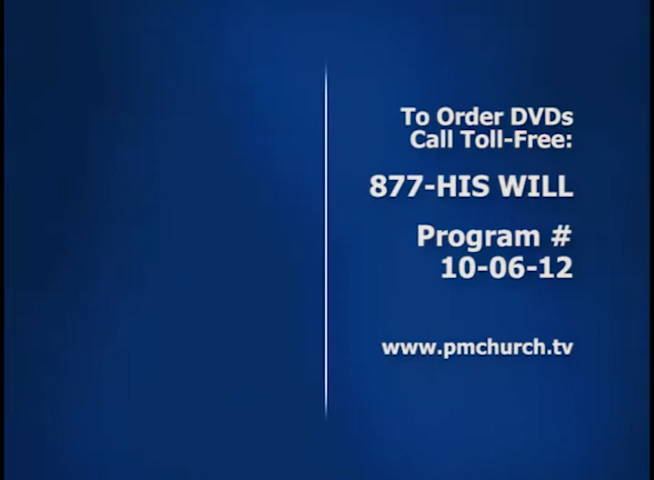 To Order DVDs
Call Toll-Free:
877-HIS WILL
Program #
10-06-12
www.pmchurch.tv